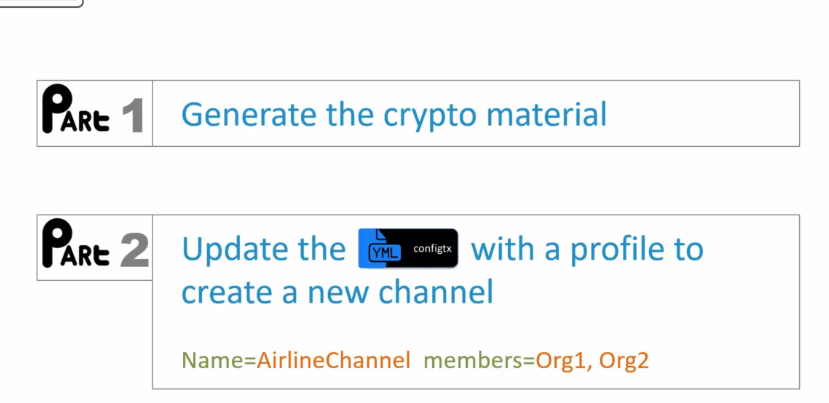 PARt 1 Generate the crypto material
PARt 2 Update the YML configtx with a profile to
create a new channel
Name=AirlineChannel members=Org1, Org2